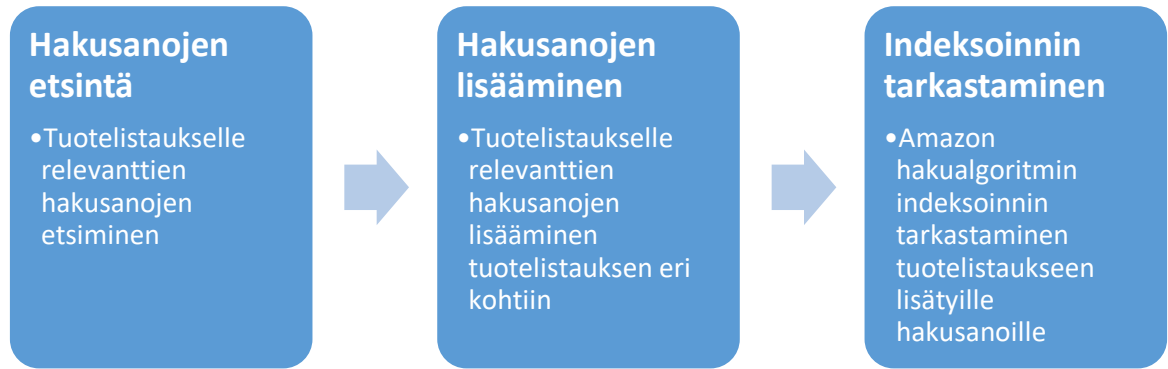 Hakusanojen
etsintä
•Tuotelistaukselle
relevanttien
hakusanojen
etsiminen
Hakusanojen
lisääminen
•Tuotelistaukselle
relevanttien
hakusanojen
lisääminen
tuotelistauksen eri
kohtiin
Indeksoinnin
tarkastaminen
•Amazon
hakualgoritmin
indeksoinnin
tarkastaminen
tuotelistaukseen
lisätyille
hakusanoille